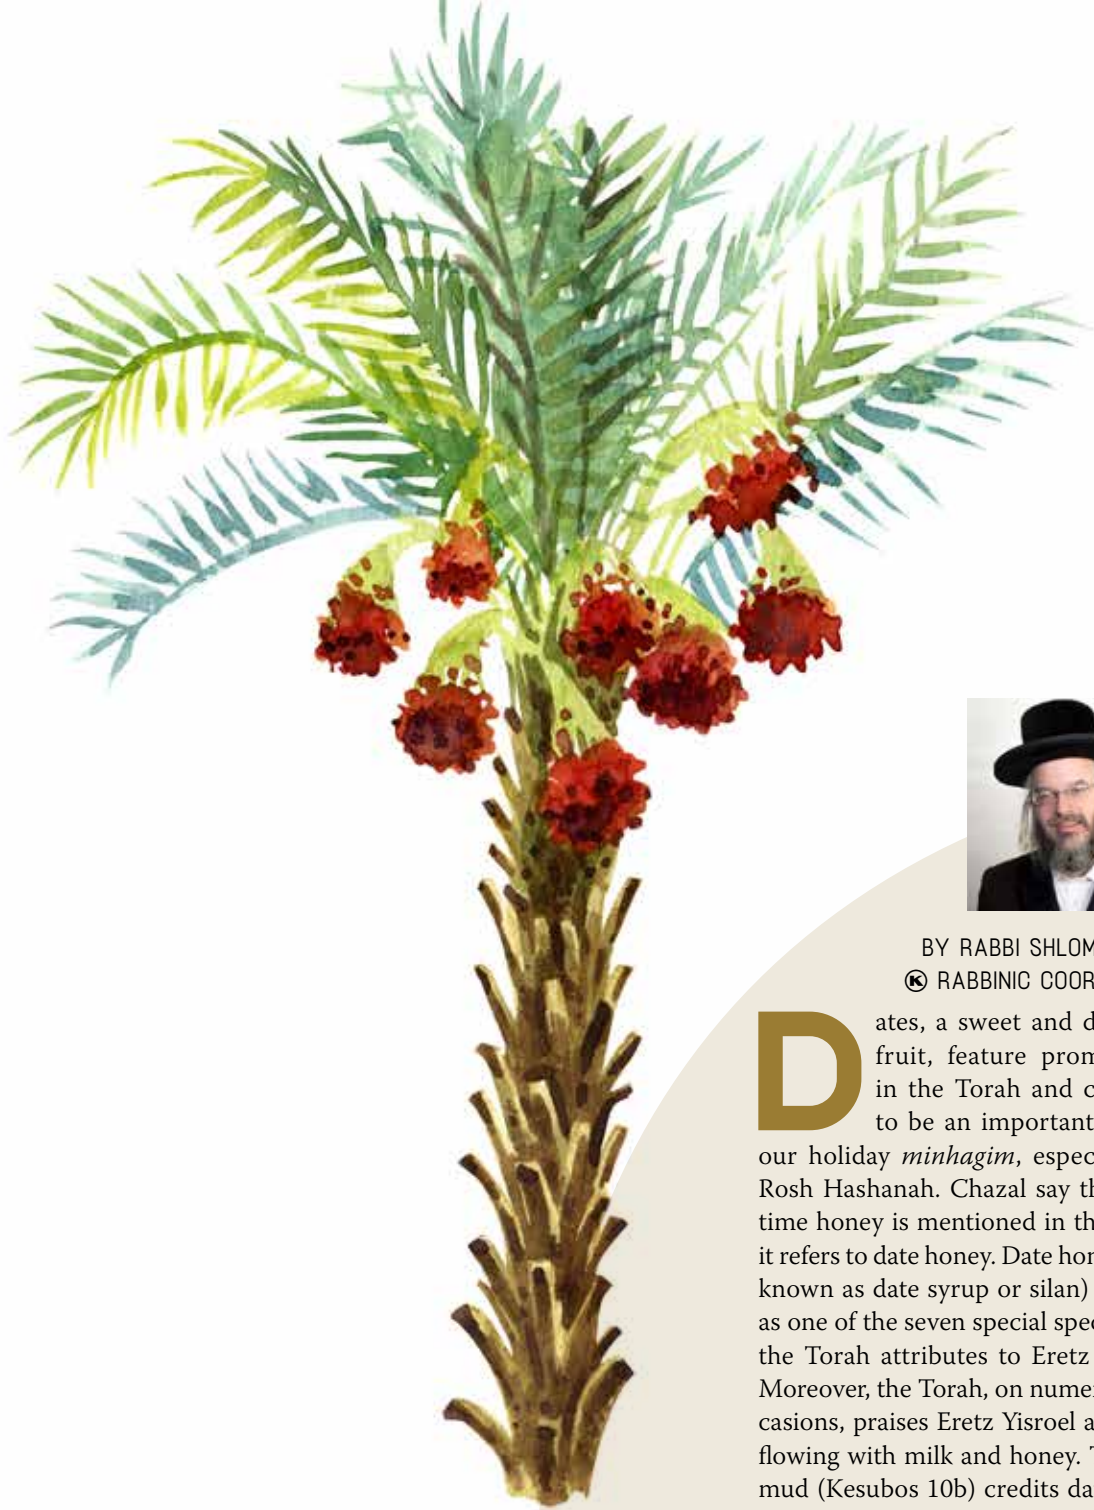 BY RABBI SHLOM
Ⓚ RABBINIC COOR
Dates, a sweet and d
fruit, feature prom
in the Torah and c
to be an important
our holiday minhagim, espec
Rosh Hashanah. Chazal say th
time honey is mentioned in th
it refers to date honey. Date hon
known as date syrup or silan)
as one of the seven special spec
the Torah attributes to Eretz
Moreover, the Torah, on numer
casions, praises Eretz Yisroel a
flowing with milk and honey. T
mud (Kesubos 10b) credits da